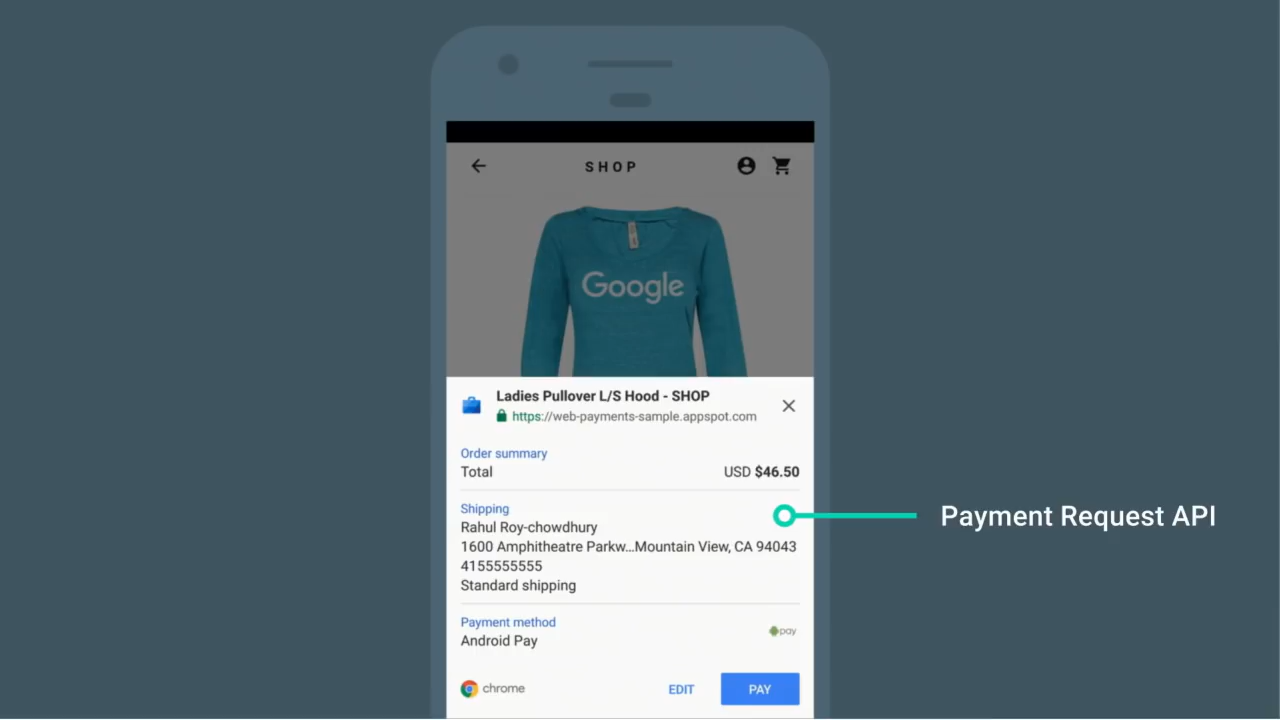 SHOP
Google
Ladies Pullover L/S Hood - SHOP
https://web-payments-sample.appspot.com
Order summary
Total USD $46.50
Shipping
Rahul Roy-chowdhury
1600 Amphitheatre Parkw...Mountain View, CA 94043
4155555555
Standard shipping
Payment Request API
Payment method
Android Pay
pay
chrome EDIT PAY